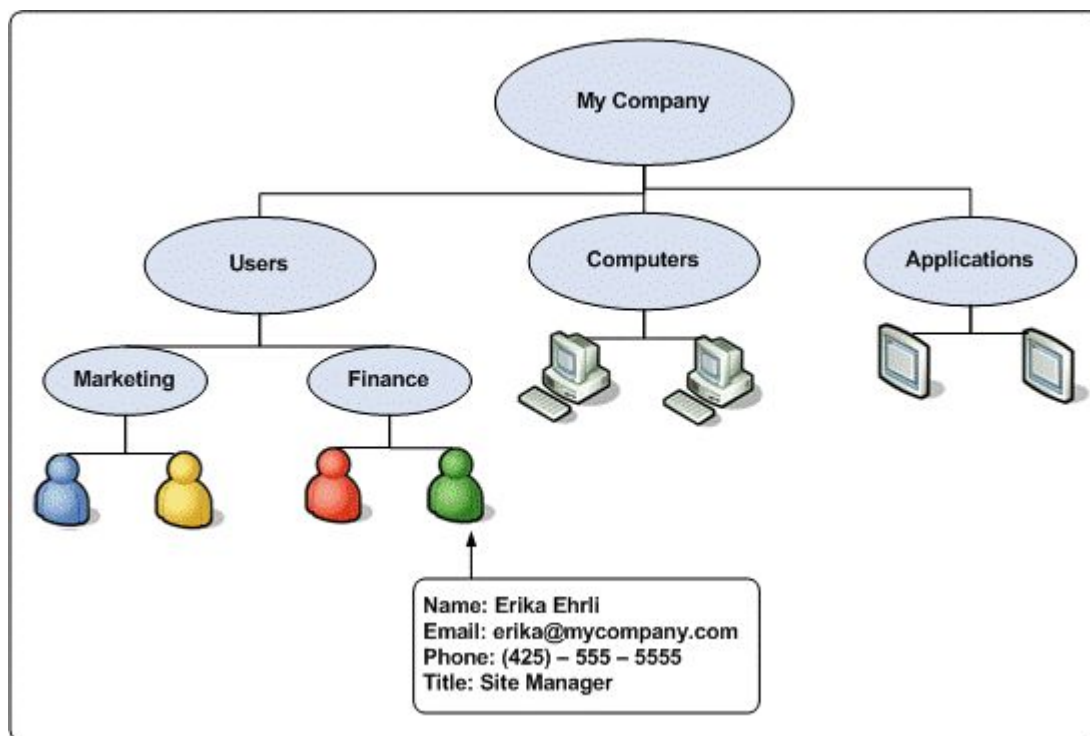 My Company
Users
Computers
Applications
Marketing
Finance
Name: Erika Ehrli
Email: erika@mycompany.com
Phone: (425) – 555 – 5555
Title: Site Manager